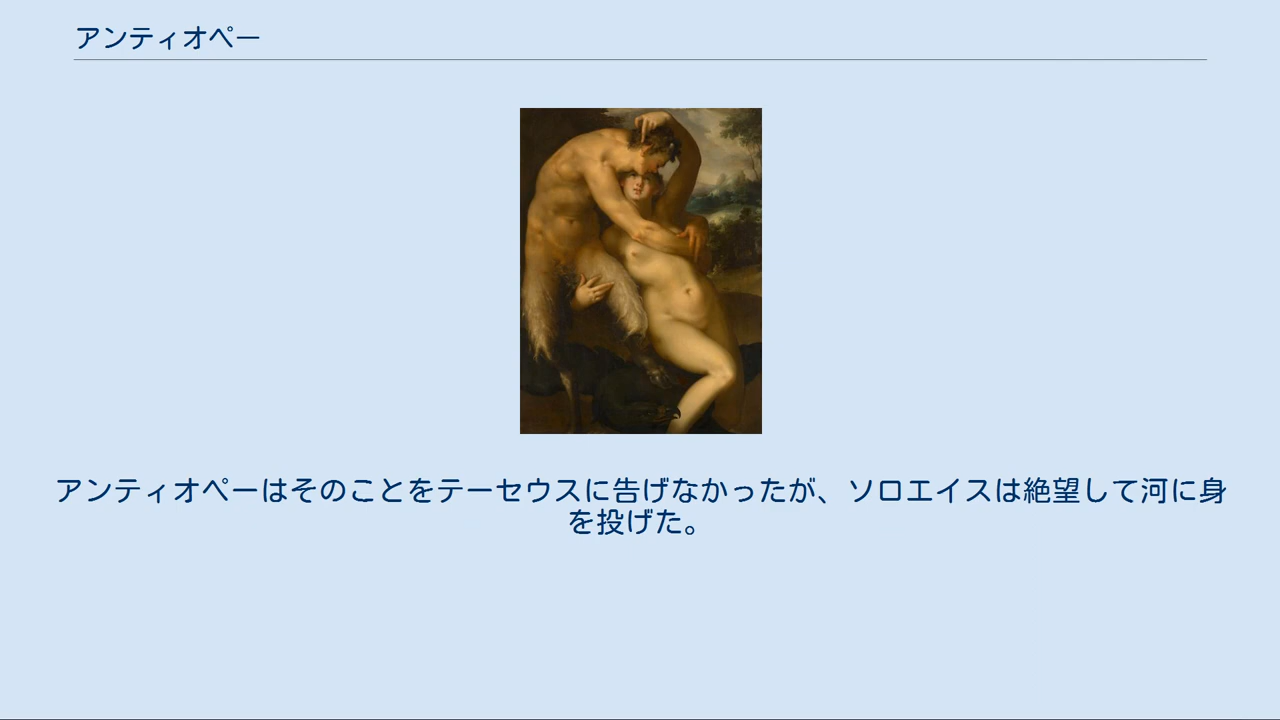 アンティオペー
アンティオペーはそのことをテーセウスに告げなかったが、ソロエイスは絶望して河に身
を投げた。